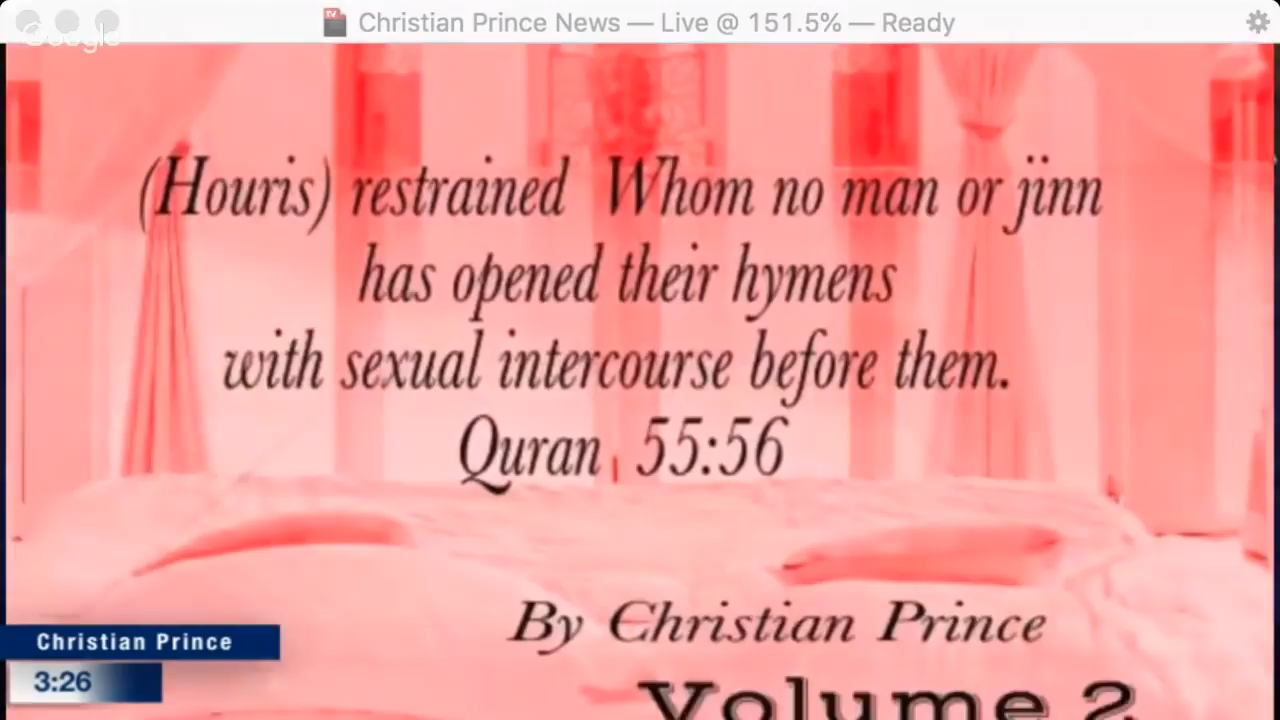 Christian Prince News — Live @ 151.5% — Ready
Google
(Houris) restrained Whom no man or jinn
has opened their hymens
with sexual intercourse before them.
Quran 55:56
By Christian Prince
Volume 2
Christian Prince
3:26